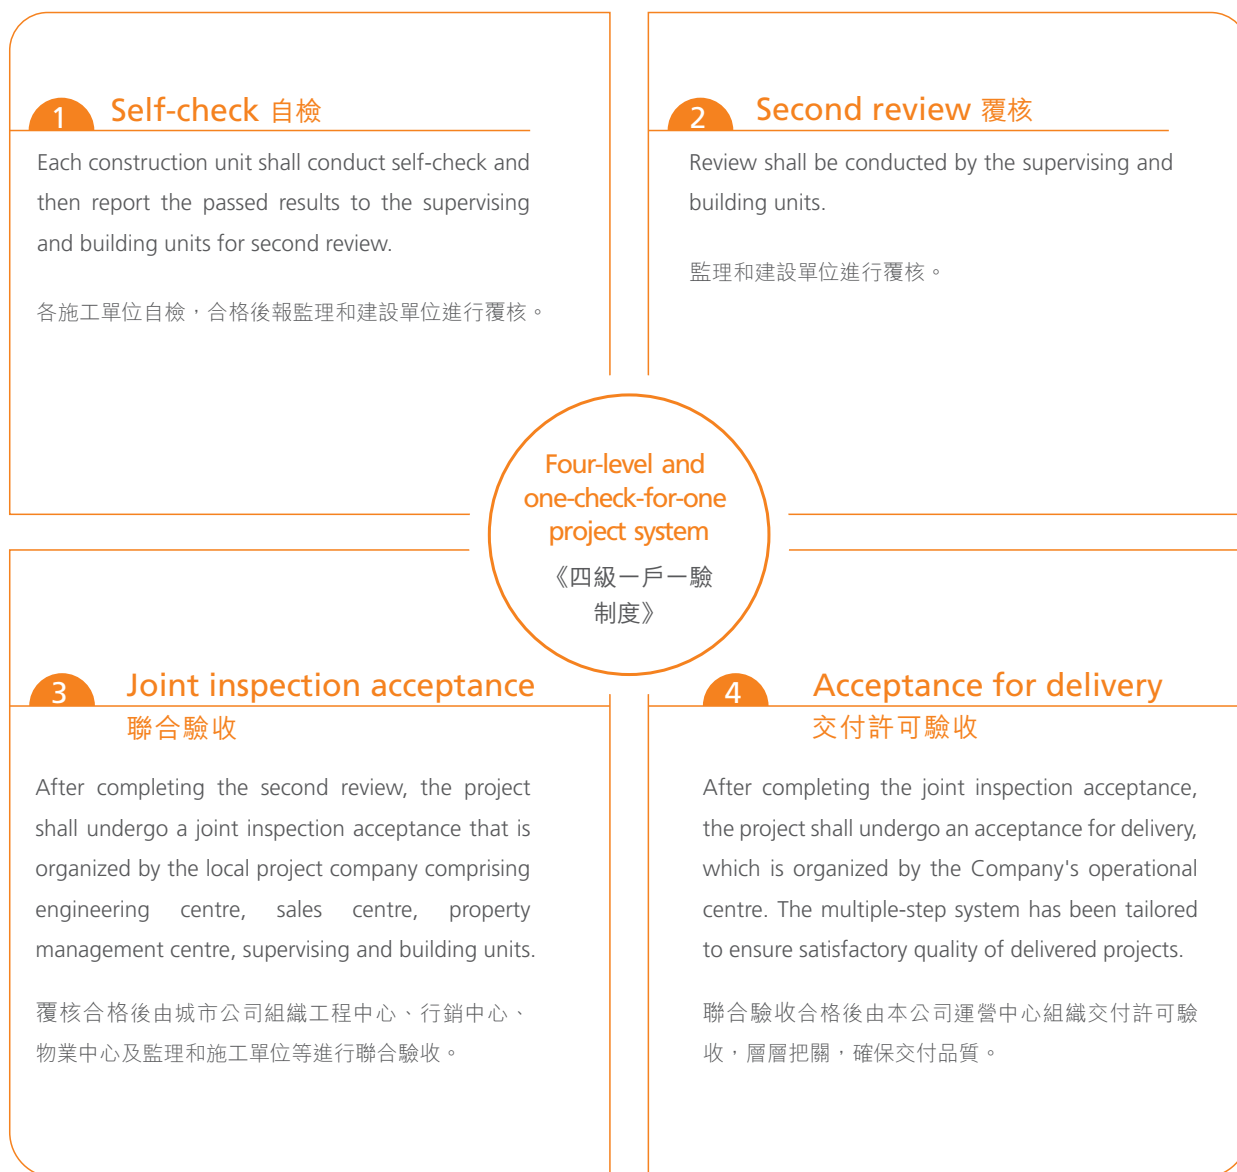 1 Self-check 自檢
Each construction unit shall conduct self-check and
then report the passed results to the supervising
and building units for second review.
各施工單位自檢，合格後報監理和建設單位進行覆核。
2 Second review 覆核
Review shall be conducted by the supervising and
building units.
監理和建設單位進行覆核。
Four-level and
one-check-for-one
project system
《四級一戶一驗
制度》
3 Joint inspection acceptance
聯合驗收
After completing the second review, the project
shall undergo a joint inspection acceptance that is
organized by the local project company comprising
engineering centre, sales centre, property
management centre, supervising and building units.
覆核合格後由城市公司組織工程中心、行銷中心、
物業中心及監理和施工單位等進行聯合驗收。
4 Acceptance for delivery
交付許可驗收
After completing the joint inspection acceptance,
the project shall undergo an acceptance for delivery,
which is organized by the Company's operational
centre. The multiple-step system has been tailored
to ensure satisfactory quality of delivered projects.
聯合驗收合格後由本公司運營中心組織交付許可驗
收，層層把關，確保交付品質。